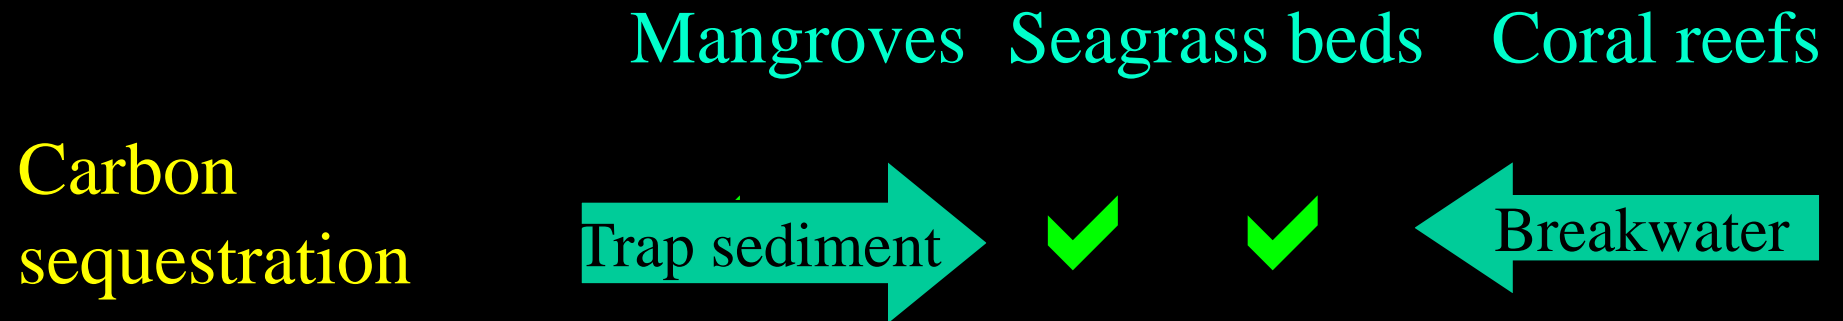 Mangroves Seagrass beds Coral reefs
Carbon
sequestration
Trap sediment
Breakwater